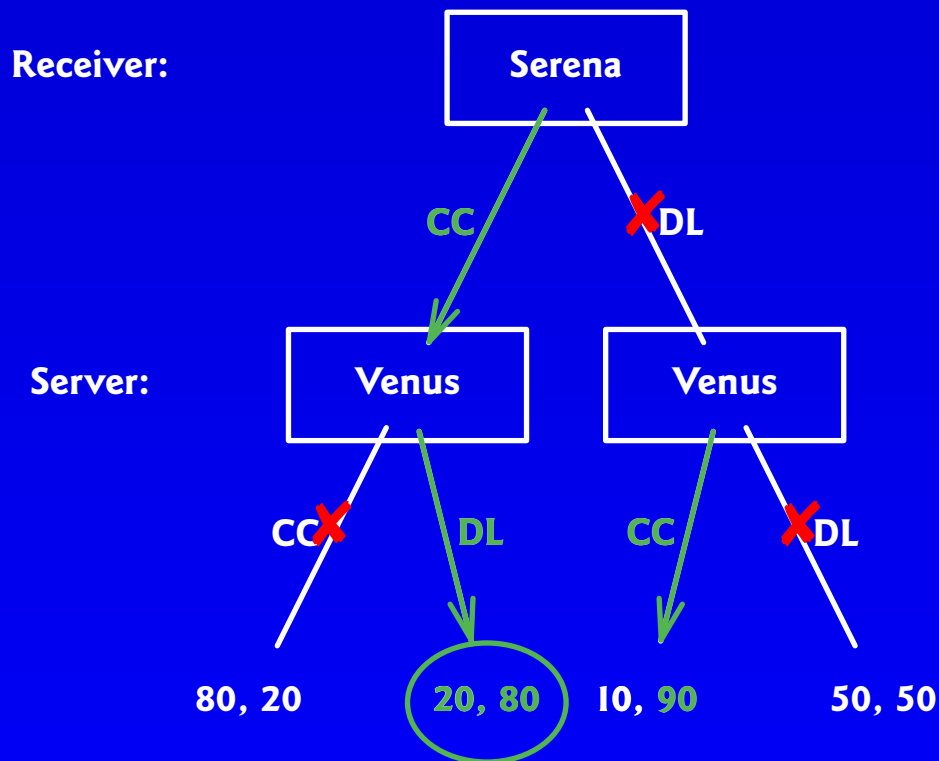 Receiver: Serena
CC DL
Server: Venus Venus
CC DL CC DL
80, 20 20, 80 10, 90 50, 50